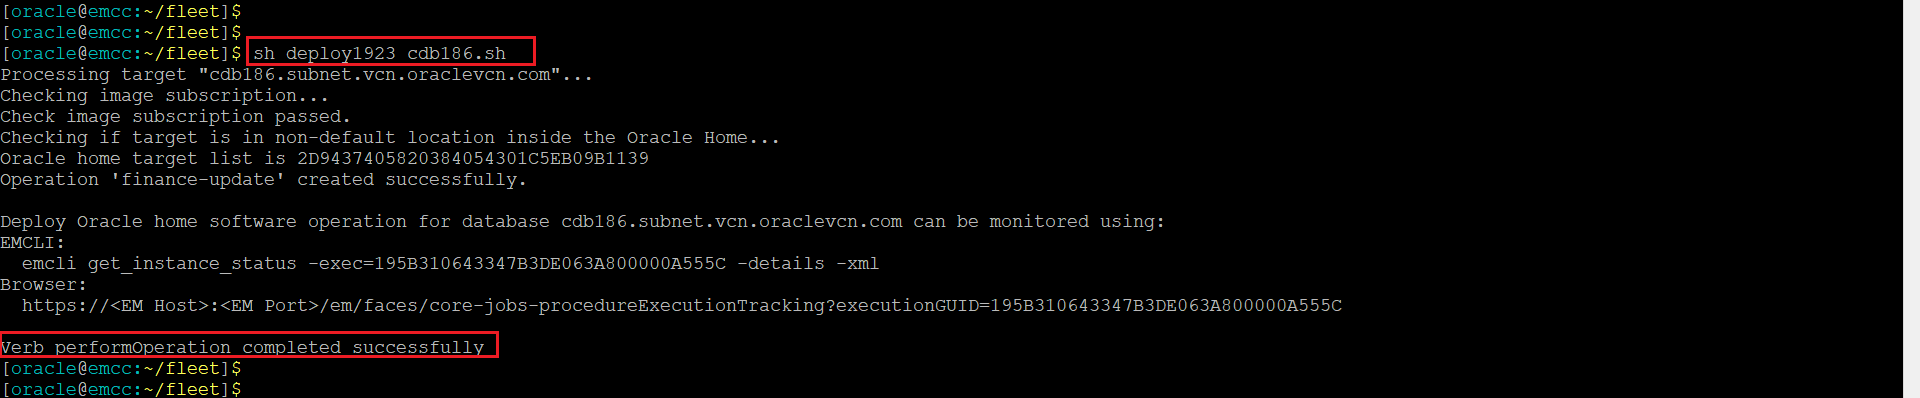 [oracle@emcc:~/fleet]$
[oracle@emcc:~/fleet]$
[oracle@emcc:~/fleet]$ sh deploy1923_cdb186.sh
Processing target "cdb186.subnet.vcn.oraclevcn.com"...
Checking image subscription...
Check image subscription passed.
Checking if target is in non-default location inside the Oracle Home...
Oracle home target list is 2D9437405820384054301C5EB09B1139
Operation 'finance-update' created successfully.
Deploy Oracle home software operation for database cdb186.subnet.vcn.oraclevcn.com can be monitored using:
EMCLI:
emcli get_instance_status -exec=195B310643347B3DE063A800000A555C -details -xml
Browser:
https://<EM Host>:<EM Port>/em/faces/core-jobs-procedureExecutionTracking?executionGUID=195B310643347B3DE063A800000A555C
Verb performOperation completed successfully
[oracle@emcc:~/fleet]$
[oracle@emcc:~/fleet]$